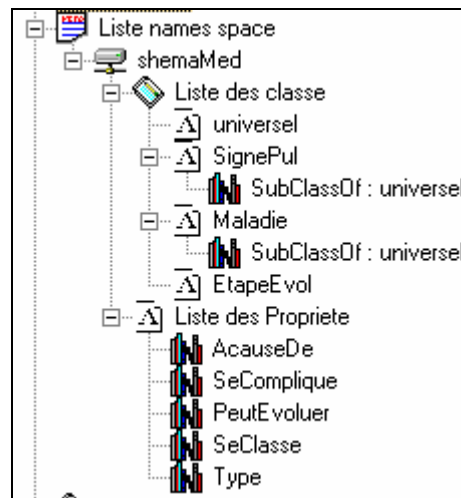 Liste names space
shemaMed
Liste des classe
universel
SignePul
SubClassOf : universel
Maladie
SubClassOf : universel
EtapeEvol
Liste des Propriete
AcauseDe
SeComplique
PeutEvoluer
SeClasse
Type